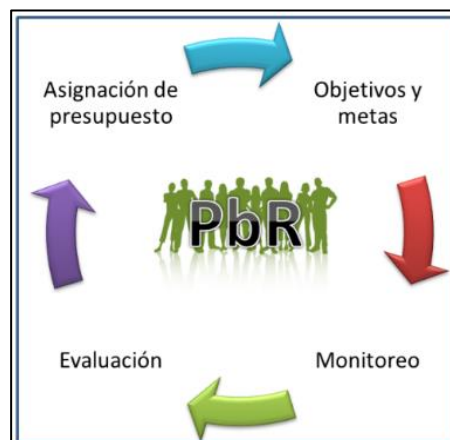 Asignación de
presupuesto
Objetivos y
metas
PbR
Evaluación
Monitoreo